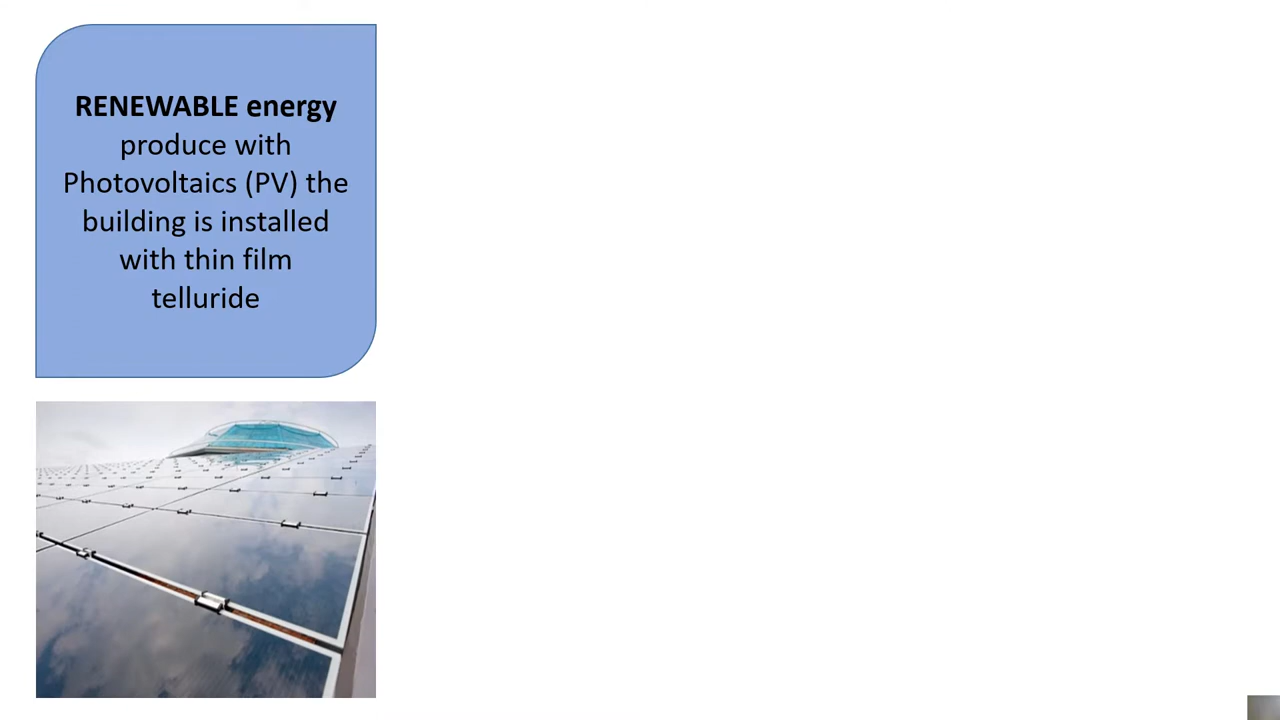 RENEWABLE energy
produce with
Photovoltaics (PV) the
building is installed
with thin film
telluride